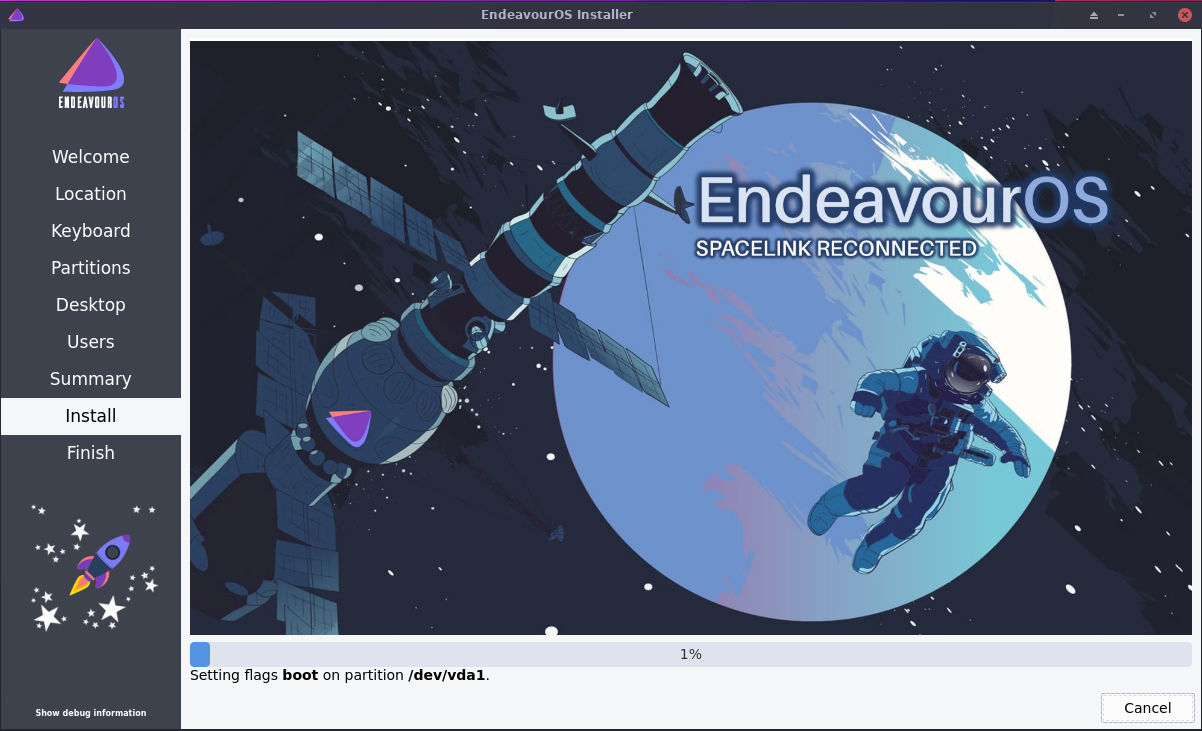 EndeavourOS Installer
ENDEAVOUROS
Welcome
Location
Keyboard
Partitions
Desktop
Users
Summary
Install
Finish
Show debug information
EndeavourOS
SPACELINK RECONNECTED
1%
Setting flags boot on partition /dev/vda1.
Cancel